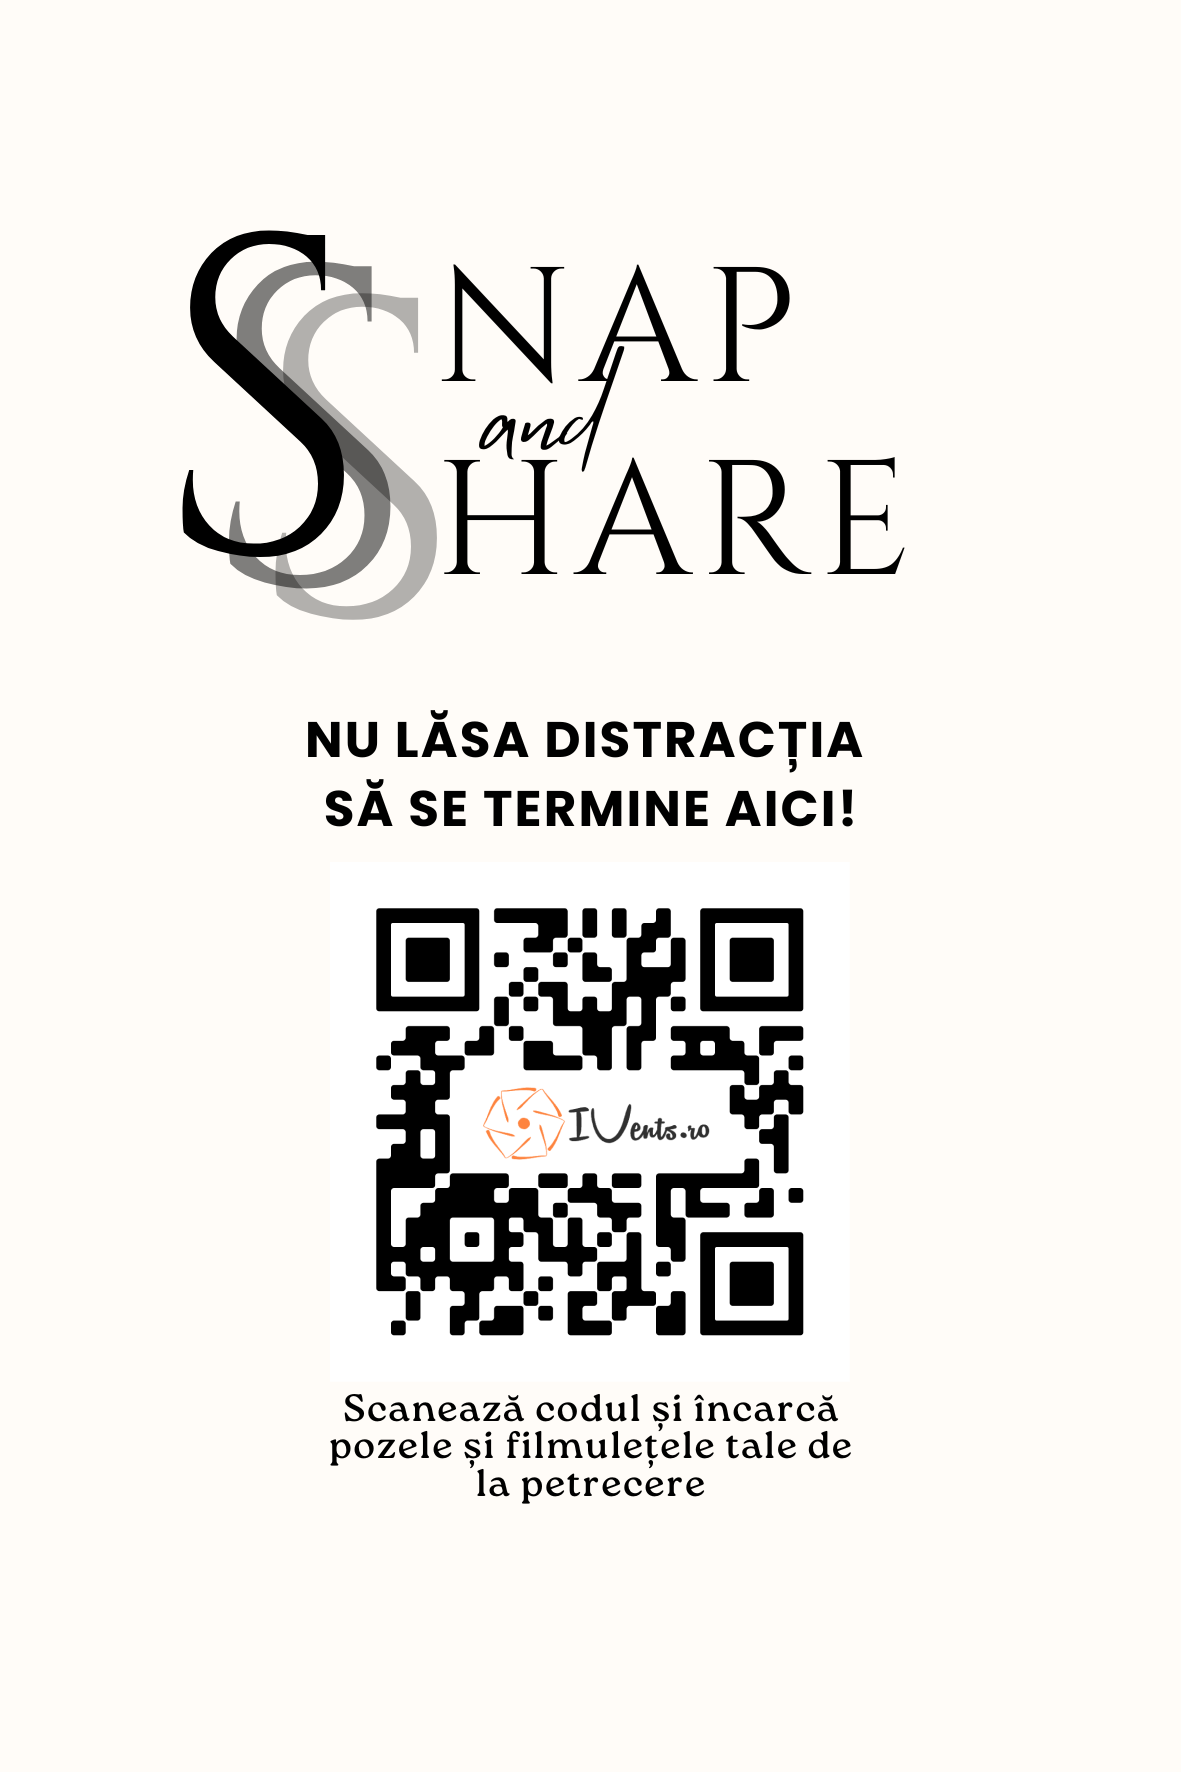 SNAP
and
SHARE
NU LĂSA DISTRACȚIA
SĂ SE TERMINE AICI!
IVents.ro
Scanează codul și încarcă
pozele și filmulețele tale de
la petrecere